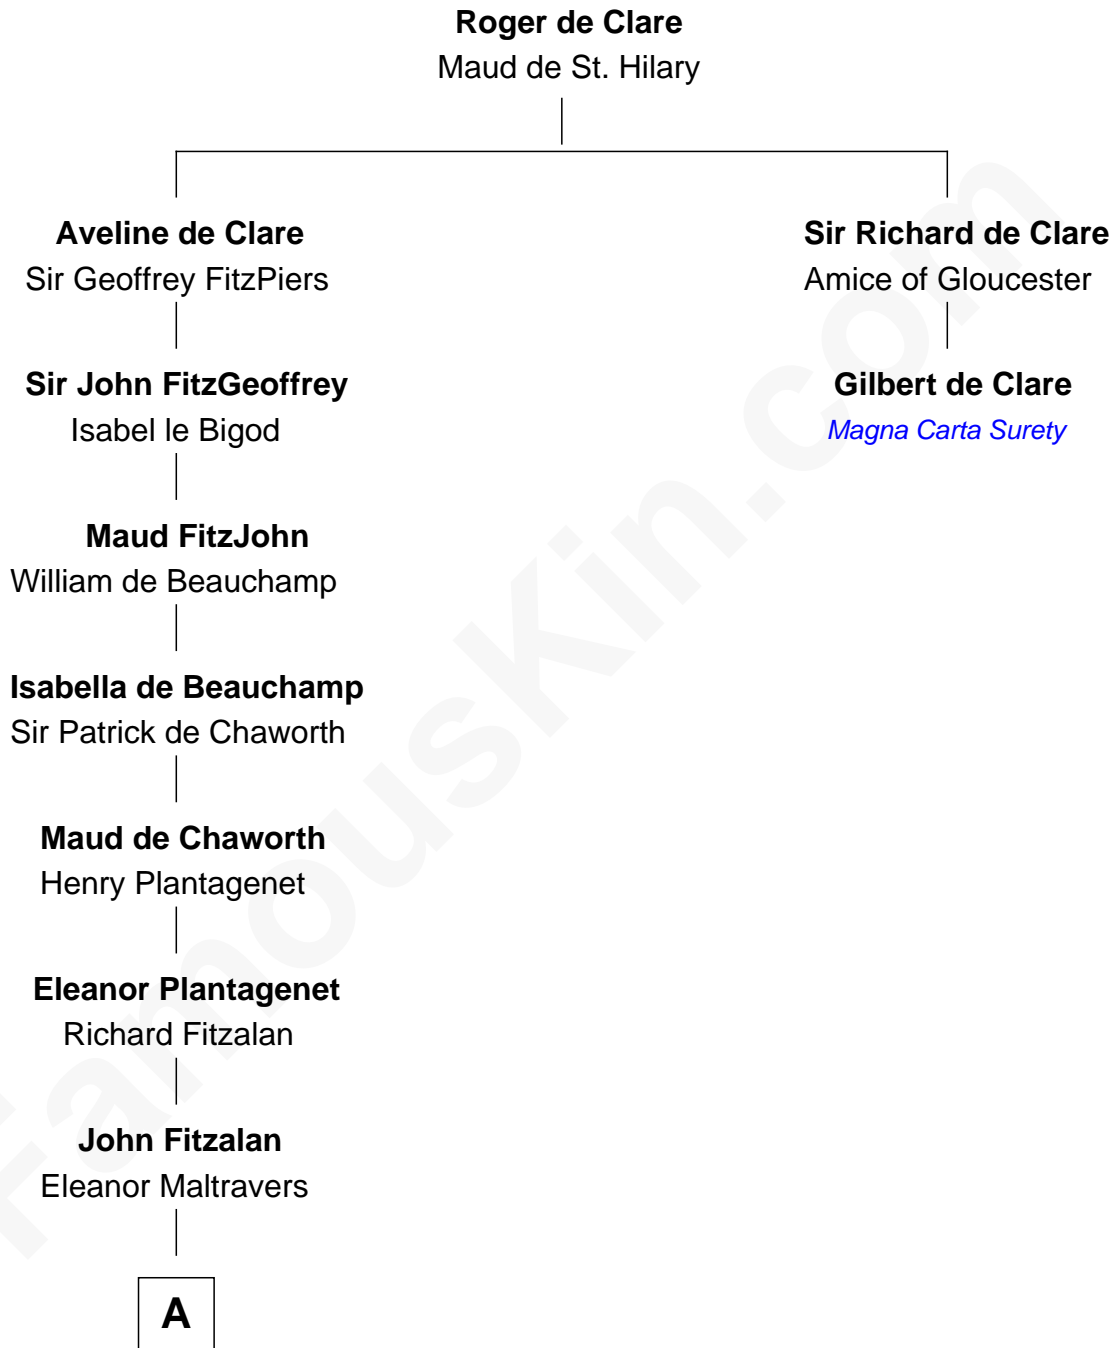 Roger de Clare
Maud de St. Hilary
Aveline de Clare
Sir Geoffrey FitzPiers
Sir Richard de Clare
Amice of Gloucester
Sir John FitzGeoffrey
Isabel le Bigod
Gilbert de Clare
Magna Carta Surety
Maud FitzJohn
William de Beauchamp
Isabella de Beauchamp
Sir Patrick de Chaworth
Maud de Chaworth
Henry Plantagenet
Eleanor Plantagenet
Richard Fitzalan
John Fitzalan
Eleanor Maltravers
A
FamousKin.com